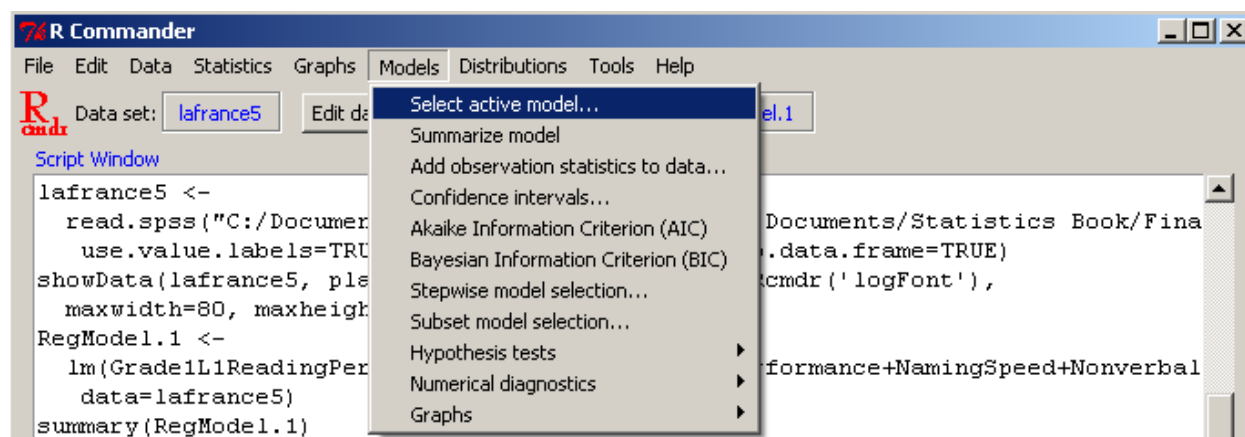 R Commander
File Edit Data Statistics Graphs Models Distributions Tools Help
R cmdr Data set: lafrance5 Edit da el.1
Select active model...
Summarize model
Add observation statistics to data...
Confidence intervals...
Akaike Information Criterion (AIC)
Bayesian Information Criterion (BIC)
Stepwise model selection...
Subset model selection...
Hypothesis tests
Numerical diagnostics
Graphs
Script Window
lafrance5 <-
read.spss("C:/Documen Documents/Statistics Book/Fina
use.value.labels=TRU .data.frame=TRUE)
showData(lafrance5, pla cmdr('logFont'),
maxwidth=80, maxheigh
RegModel.1 <-
lm(Grade1L1ReadingPer formance+NamingSpeed+Nonverbal
data=lafrance5)
summary(RegModel.1)